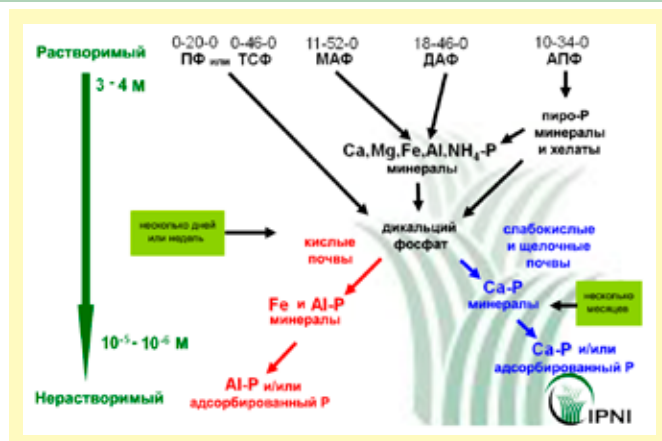 Растворимый
0-20-0 0-46-0
ПФ или ТСФ
11-52-0
МАФ
18-46-0
ДАФ
10-34-0
АПФ
3 - 4 м
пиро-Р
минералы
и хелаты
Ca,Mg,Fe,Al,NH₄-P
минералы
несколько дней
или недель
дикальций
фосфат
кислые
почвы
слабокислые
и щелочные
почвы
Ca-P
минералы
несколько
месяцев
Fe и Al-P
минералы
10⁻⁵ - 10⁻⁶ М
Ca-P и/или
адсорбированный Р
Al-P и/или
адсорбированный Р
Нерастворимый
IPNI